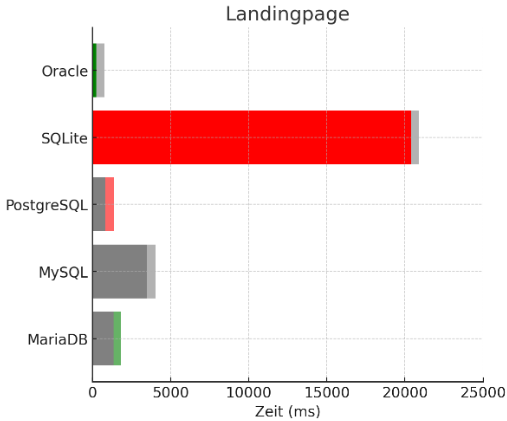 Landingpage
Oracle
SQLite
PostgreSQL
MySQL
MariaDB
0 5000 10000 15000 20000 25000
Zeit (ms)